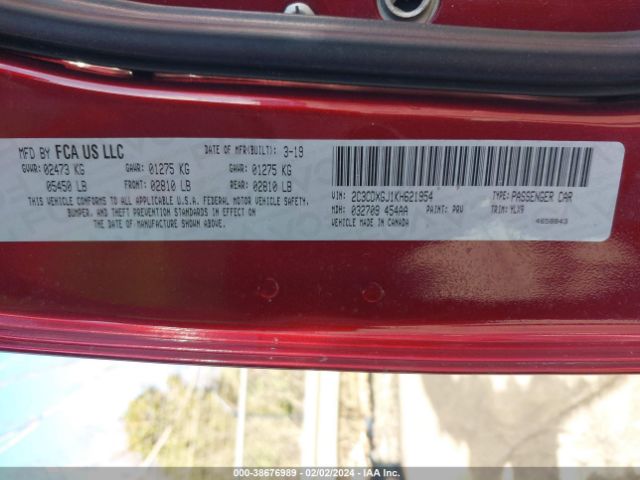 MFD BY FCA US LLC
DATE OF MFR(BUILT): 3-19
GVWR: 02473 KG GAWR: 01275 KG GAWR: 01275 KG
05450 LB FRONT: 02810 LB REAR: 02810 LB
THIS VEHICLE CONFORMS TO ALL APPLICABLE U.S.A. FEDERAL MOTOR VEHICLE SAFETY,
BUMPER, AND THEFT PREVENTION STANDARDS IN EFFECT ON
THE DATE OF MANUFACTURE SHOWN ABOVE.
VIN: 2C3CDXGJ1KH621954 TYPE: PASSENGER CAR
MDH: 032709 454AA PAINT: PRV TRIM: MLX9
VEHICLE MADE IN CANADA 4658843
000-38676989 - 02/02/2024 - IAA Inc.